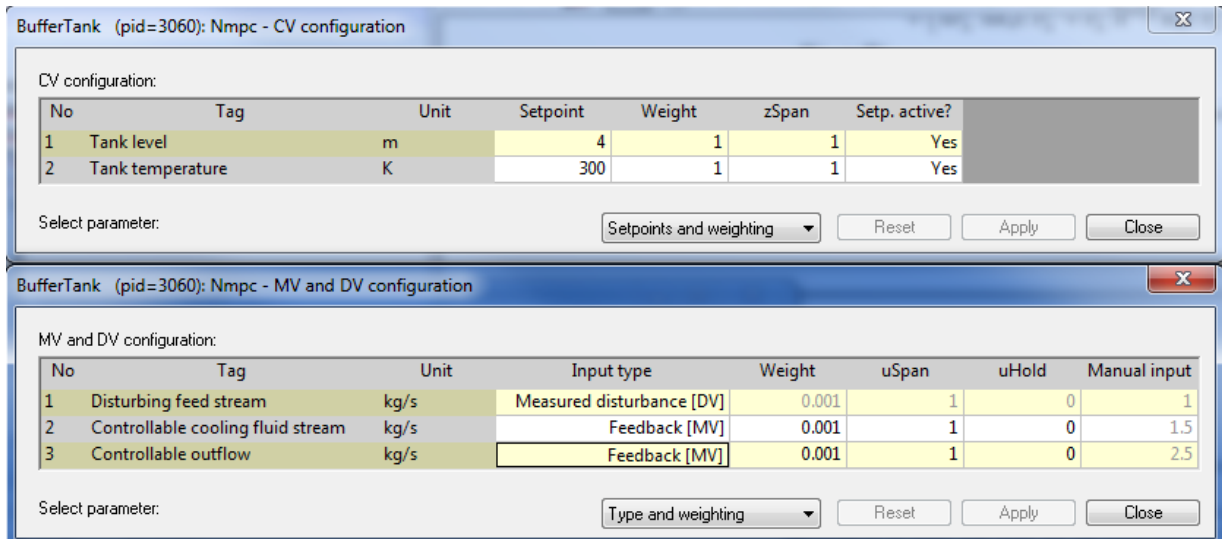 BufferTank (pid=3060): Nmpc - CV configuration
CV configuration:
No Tag Unit Setpoint Weight zSpan Setp. active?
1 Tank level m 4 1 1 Yes
2 Tank temperature K 300 1 1 Yes
Select parameter: Setpoints and weighting Reset Apply Close
BufferTank (pid=3060): Nmpc - MV and DV configuration
MV and DV configuration:
No Tag Unit Input type Weight uSpan uHold Manual input
1 Disturbing feed stream kg/s Measured disturbance [DV] 0.001 1 0 1
2 Controllable cooling fluid stream kg/s Feedback [MV] 0.001 1 0 1.5
3 Controllable outflow kg/s Feedback [MV] 0.001 1 0 2.5
Select parameter: Type and weighting Reset Apply Close